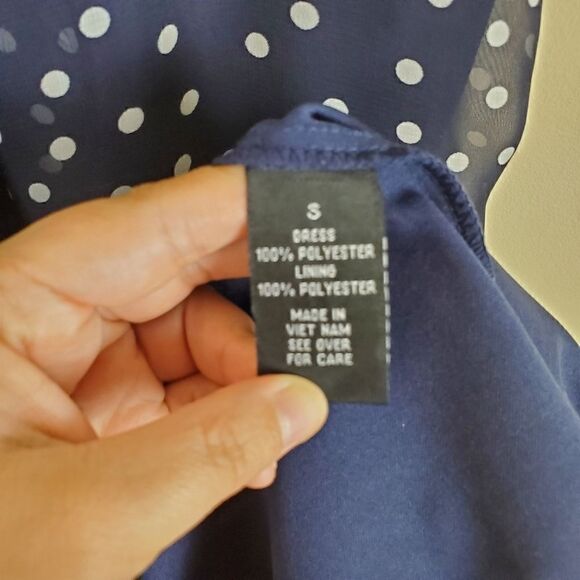 S
DRESS
100% POLYESTER
LINING
100% POLYESTER
MADE IN
VIET NAM
SEE OVER
FOR CARE